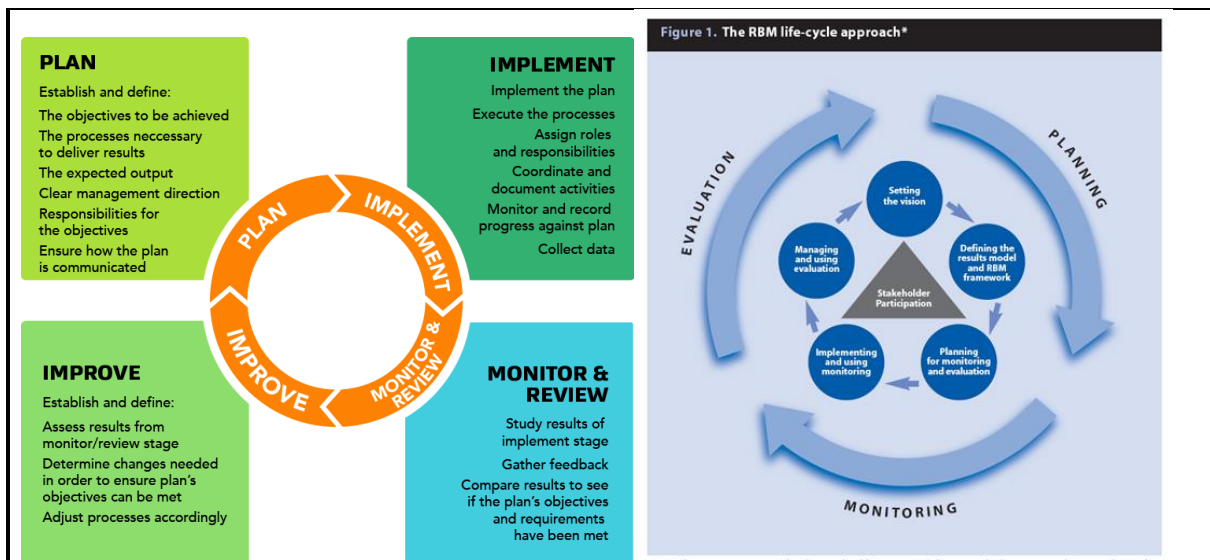 PLAN
Establish and define:
The objectives to be achieved
The processes neccessary
to deliver results
The expected output
Clear management direction
Responsibilities for
the objectives
Ensure how the plan
is communicated
IMPLEMENT
Implement the plan
Execute the processes
Assign roles
and responsibilities
Coordinate and
document activities
Monitor and record
progress against plan
Collect data
PLAN
IMPLEMENT
MONITOR &
REVIEW
IMPROVE
IMPROVE
Establish and define:
Assess results from
monitor/review stage
Determine changes needed
in order to ensure plan's
objectives can be met
Adjust processes accordingly
MONITOR &
REVIEW
Study results of
implement stage
Gather feedback
Compare results to see
if the plan's objectives
and requirements
have been met
Figure 1. The RBM life-cycle approach*
EVALUATION
PLANNING
MONITORING
Setting
the vision
Defining the
results model
and RBM
framework
Planning
for monitoring
and evaluation
Implementing
and using
monitoring
Managing
and using
evaluation
Stakeholder
Participation